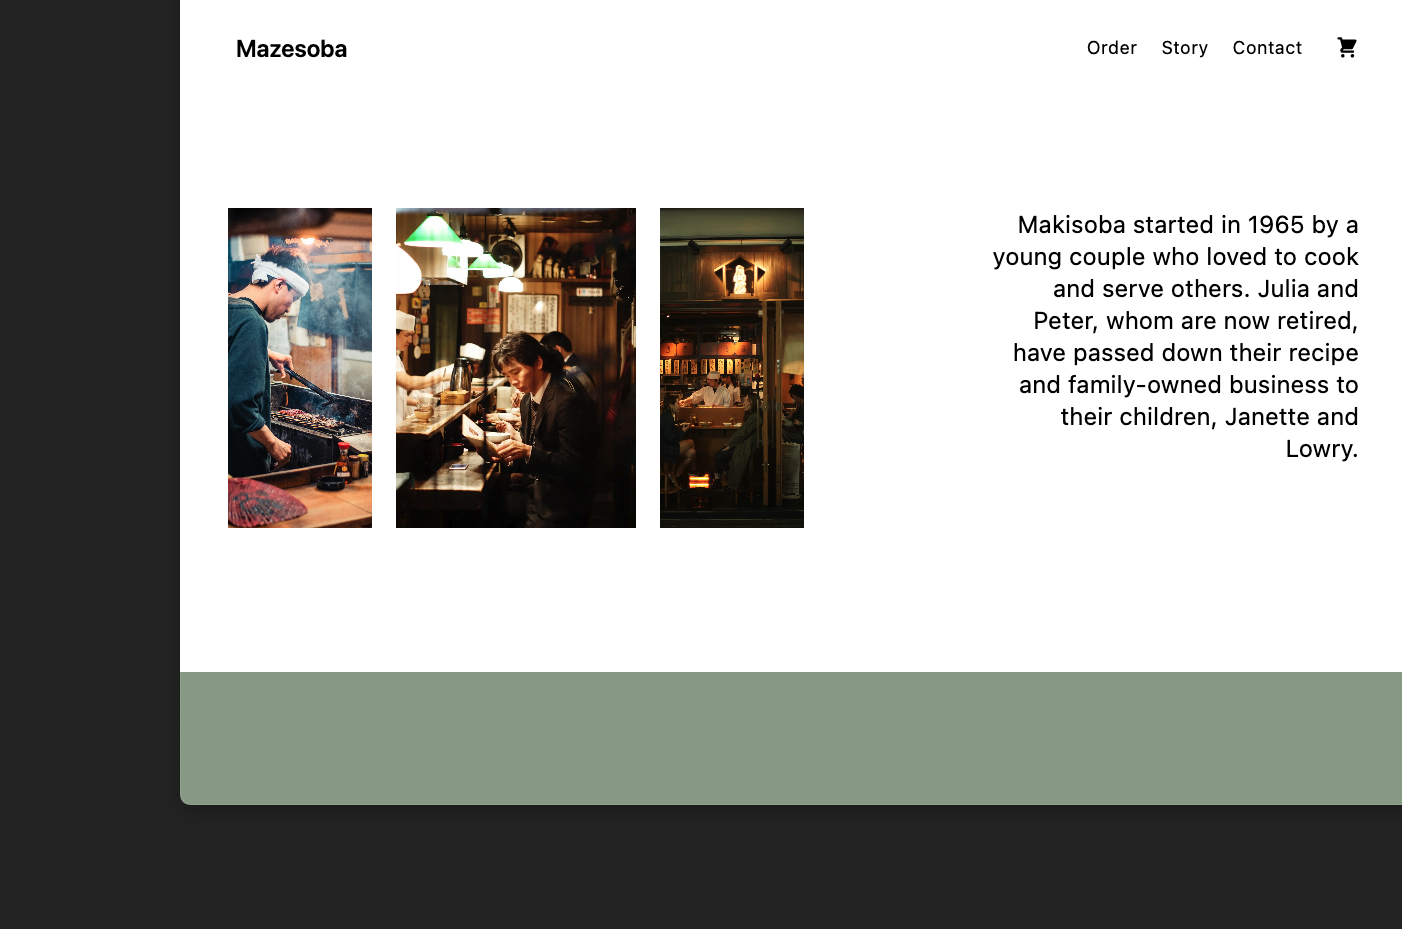 Mazesoba
Order Story Contact
Makisoba started in 1965 by a
young couple who loved to cook
and serve others. Julia and
Peter, whom are now retired,
have passed down their recipe
and family-owned business to
their children, Janette and
Lowry.